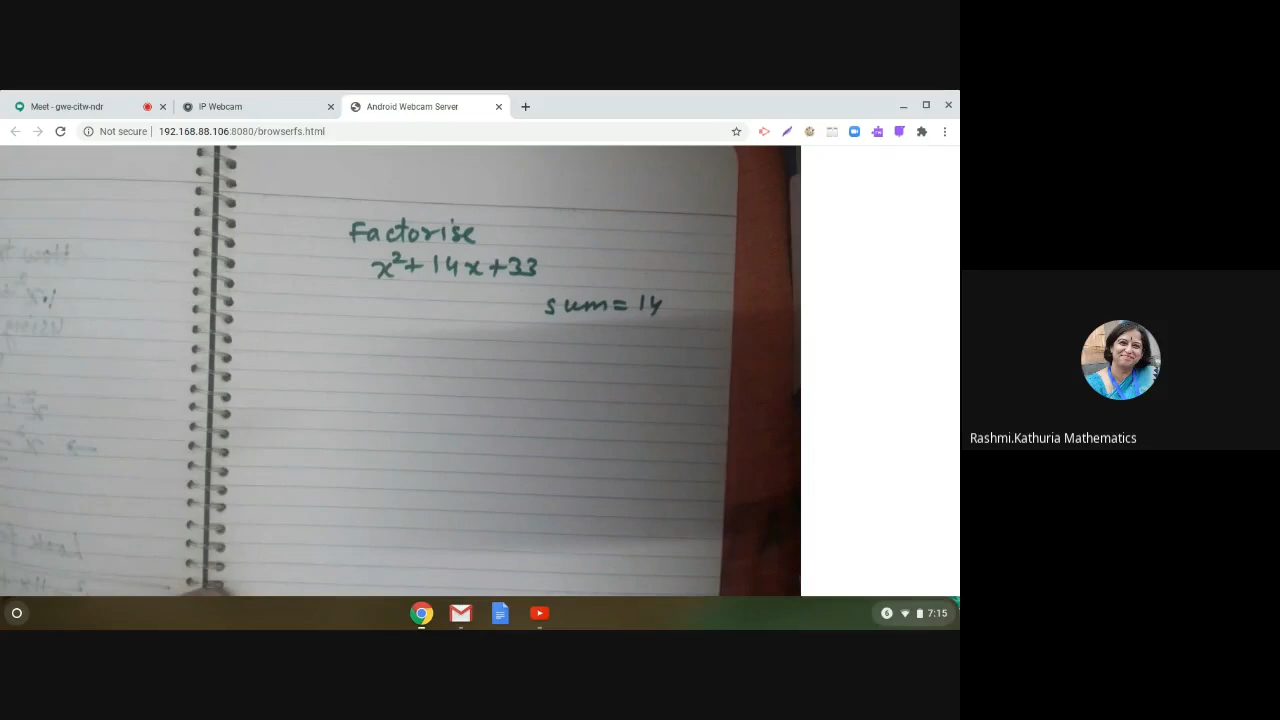 Meet - gwe-citw-ndr
IP Webcam
Android Webcam Server
Not secure
192.168.88.106:8080/browserfs.html
Factorise
x²+14x+33
sum=14
Rashmi.Kathuria Mathematics
6
7:15